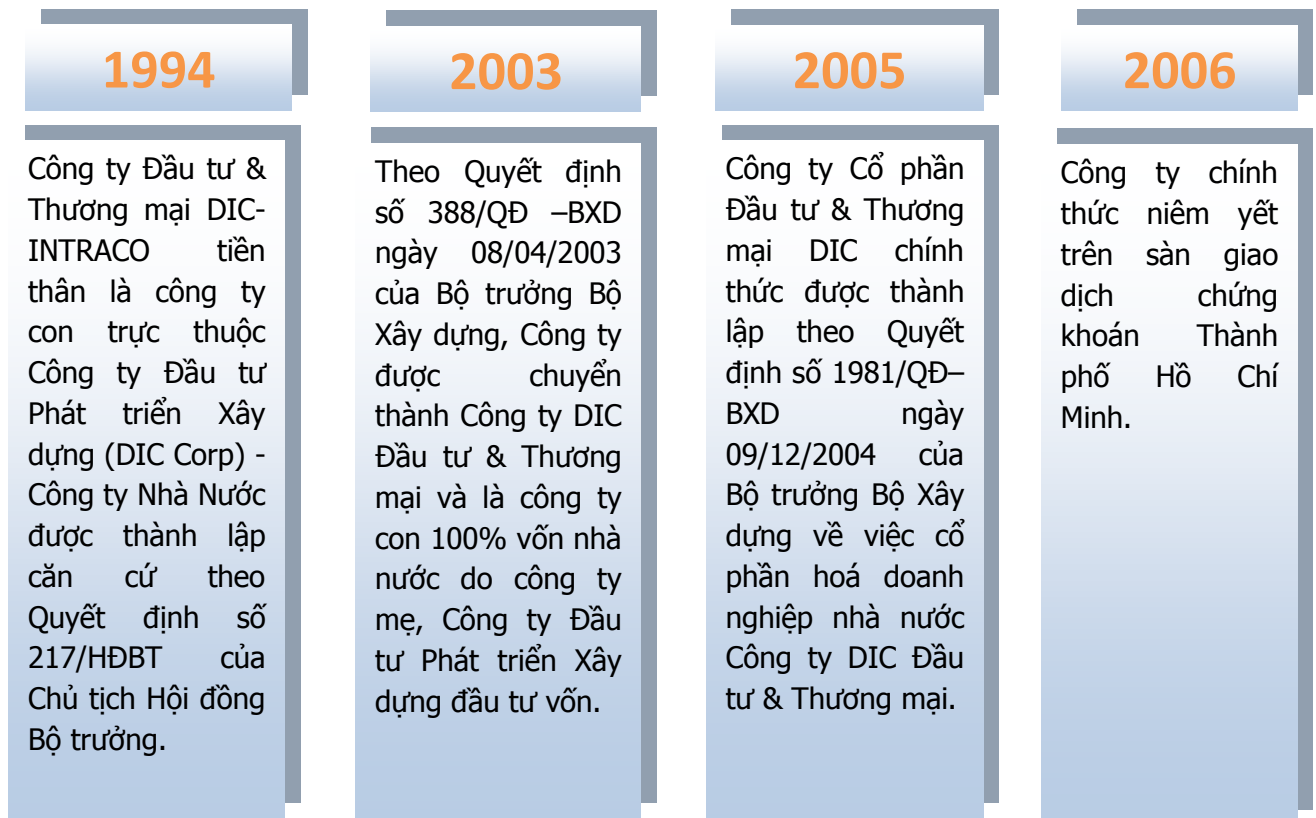 1994
Công ty Đầu tư &
Thương mại DIC-
INTRACO tiền
thân là công ty
con trực thuộc
Công ty Đầu tư
Phát triển Xây
dựng (DIC Corp) -
Công ty Nhà Nước
được thành lập
căn cứ theo
Quyết định số
217/HĐBT của
Chủ tịch Hội đồng
Bộ trưởng.
2003
Theo Quyết định
số 388/QĐ –BXD
ngày 08/04/2003
của Bộ trưởng Bộ
Xây dựng, Công ty
được chuyển
thành Công ty DIC
Đầu tư & Thương
mại và là công ty
con 100% vốn nhà
nước do công ty
mẹ, Công ty Đầu
tư Phát triển Xây
dựng đầu tư vốn.
2005
Công ty Cổ phần
Đầu tư & Thương
mại DIC chính
thức được thành
lập theo Quyết
định số 1981/QĐ–
BXD ngày
09/12/2004 của
Bộ trưởng Bộ Xây
dựng về việc cổ
phần hoá doanh
nghiệp nhà nước
Công ty DIC Đầu
tư & Thương mại.
2006
Công ty chính
thức niêm yết
trên sàn giao
dịch chứng
khoán Thành
phố Hồ Chí
Minh.